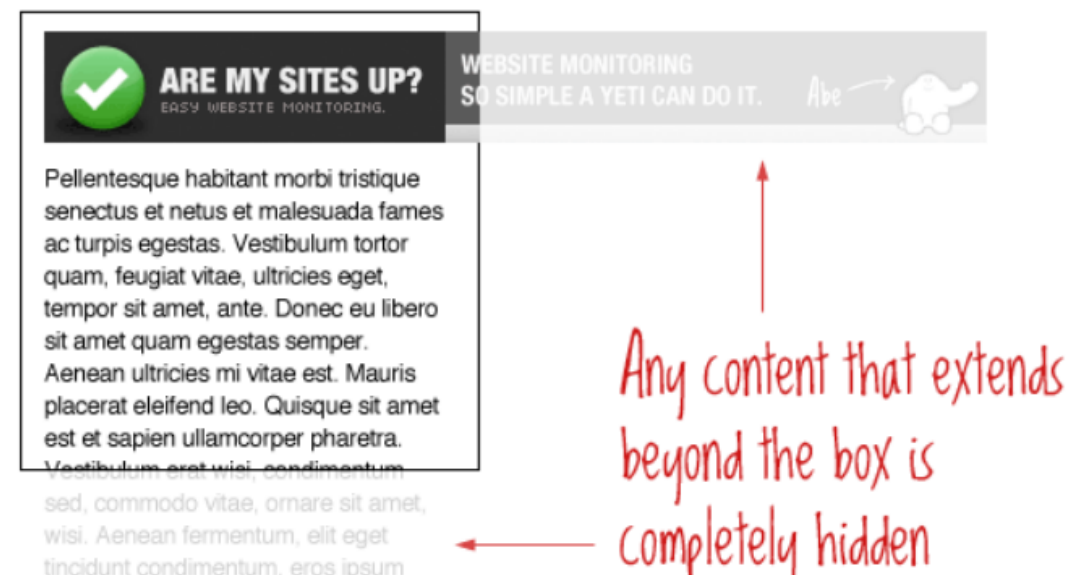 ARE MY SITES UP?
EASY WEBSITE MONITORING.
WEBSITE MONITORING
SO SIMPLE A YETI CAN DO IT.
Abe
Pellentesque habitant morbi tristique
senectus et netus et malesuada fames
ac turpis egestas. Vestibulum tortor
quam, feugiat vitae, ultricies eget,
tempor sit amet, ante. Donec eu libero
sit amet quam egestas semper.
Aenean ultricies mi vitae est. Mauris
placerat eleifend leo. Quisque sit amet
est et sapien ullamcorper pharetra.
Vestibulum erat wisi, condimentum
sed, commodo vitae, ornare sit amet,
wisi. Aenean fermentum, elit eget
tincidunt condimentum, eros ipsum
Any content that extends
beyond the box is
completely hidden